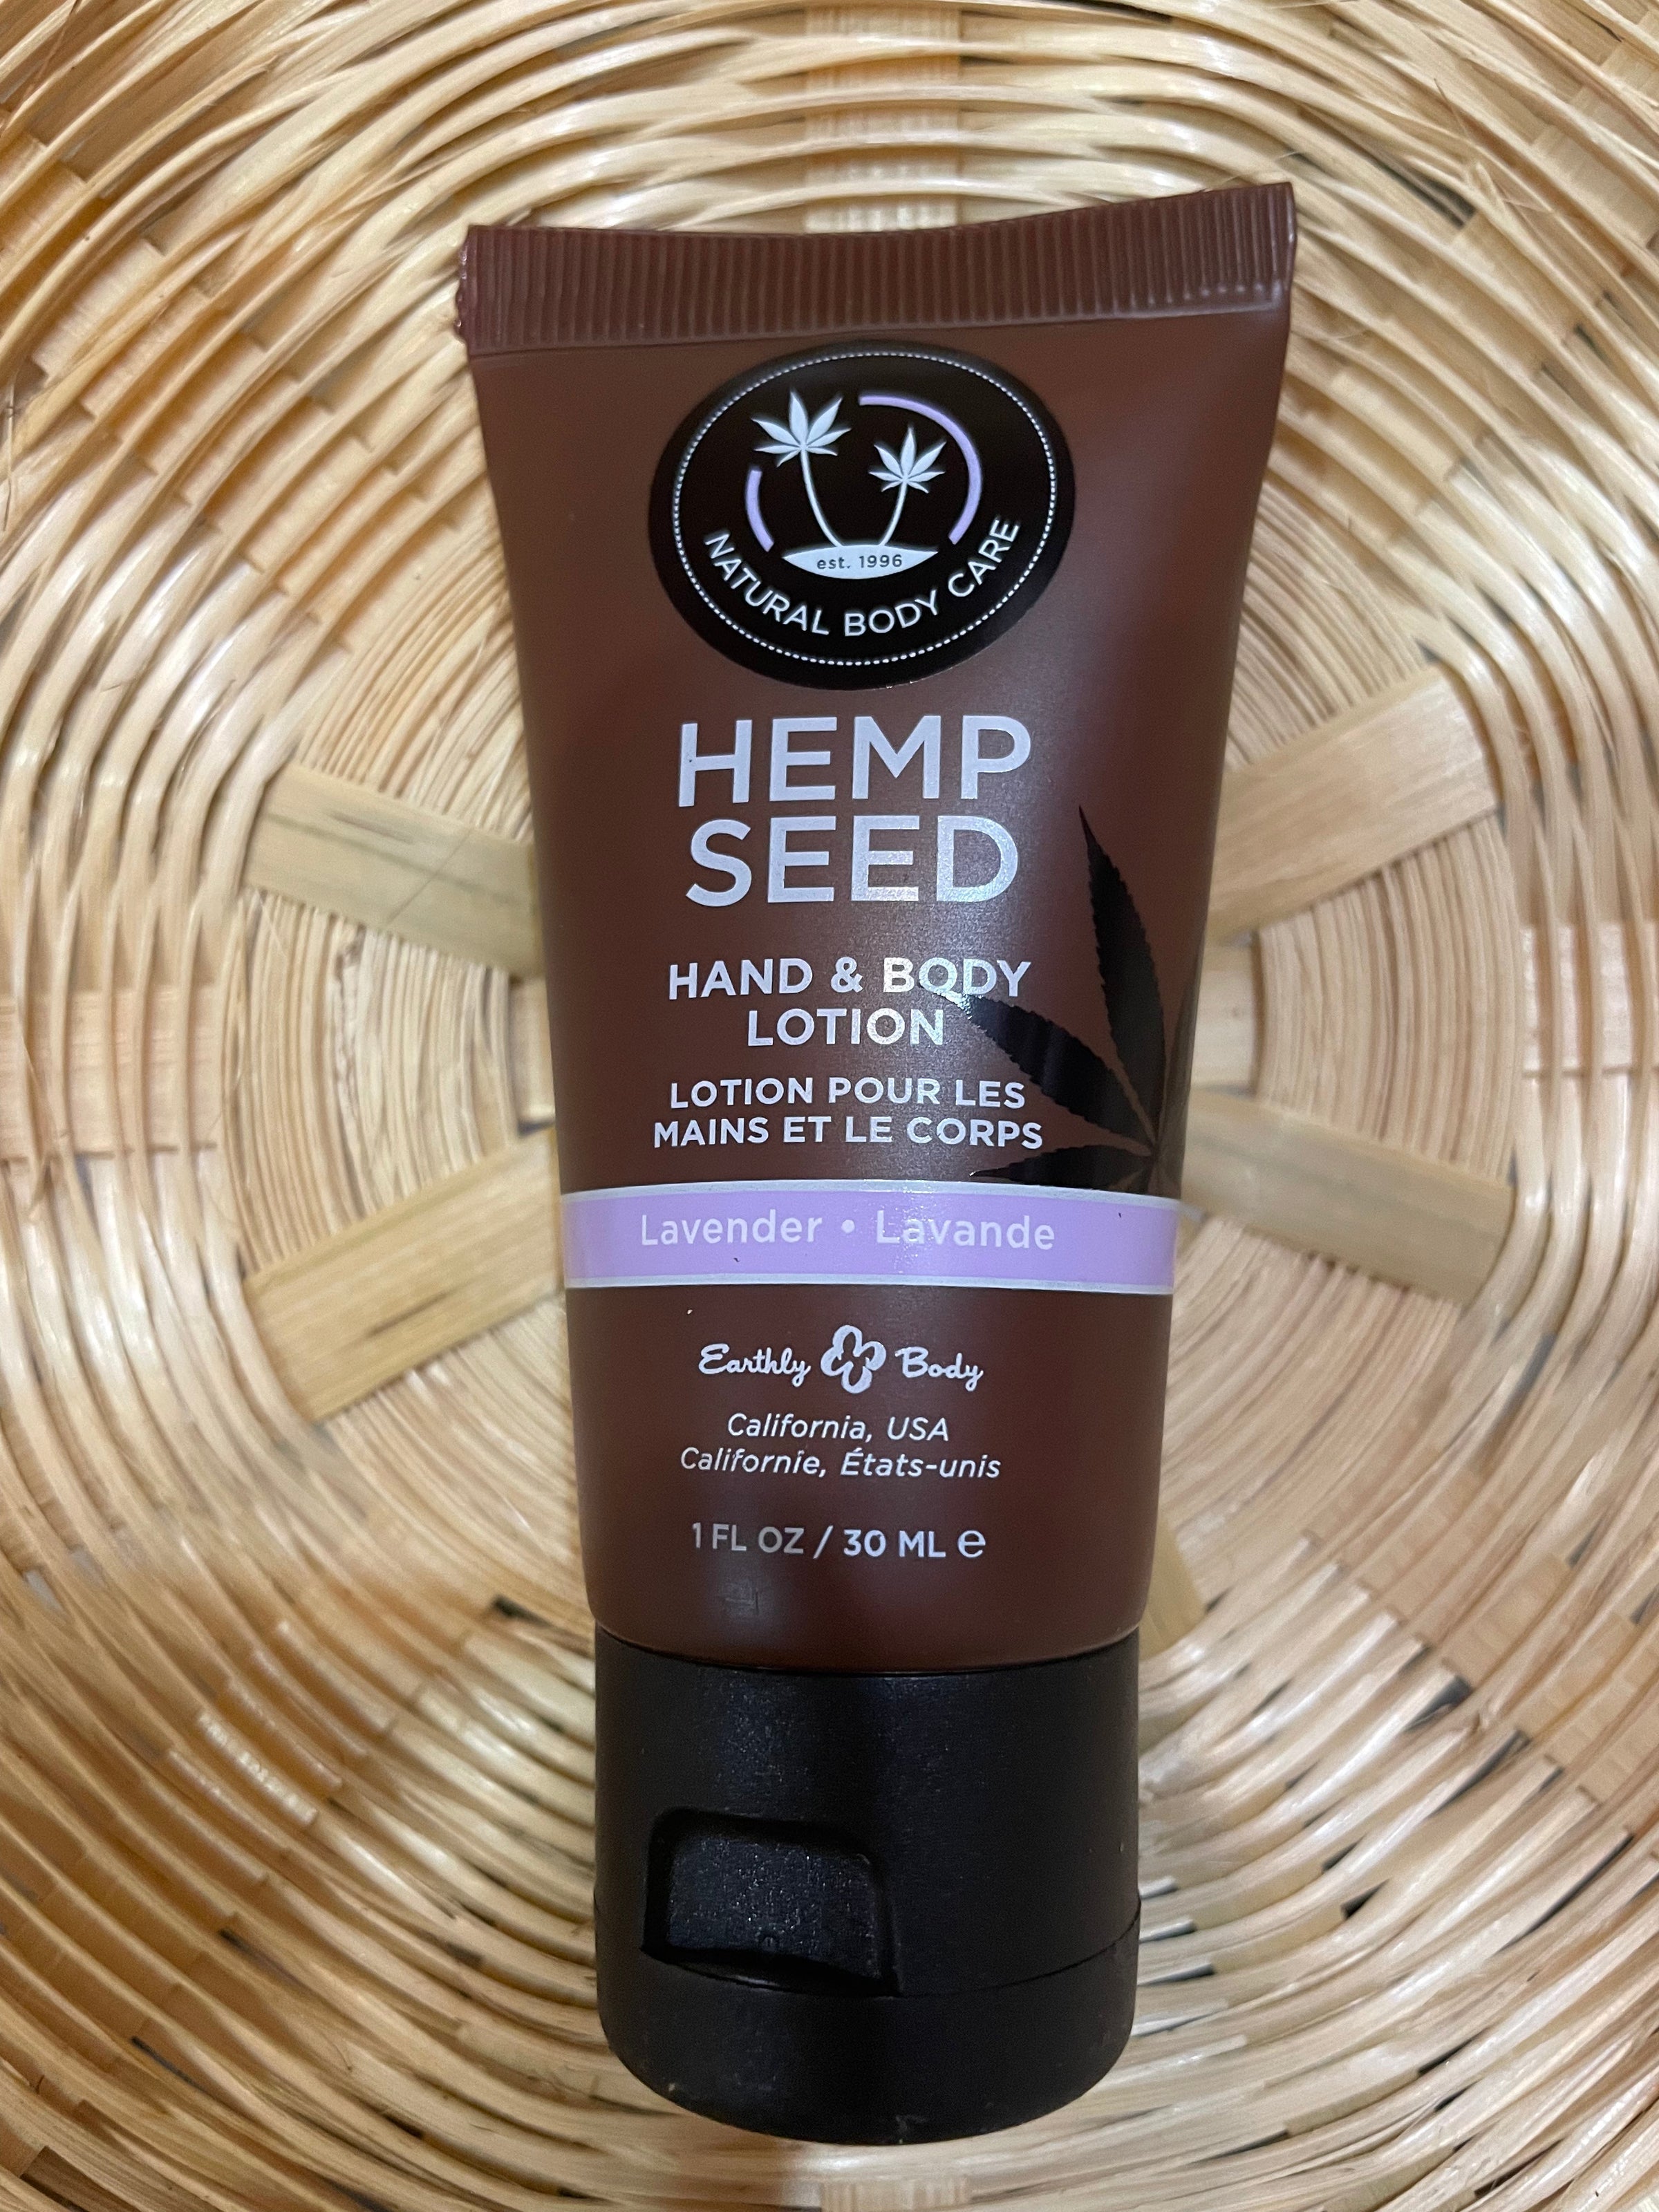 est. 1996
NATURAL BODY CARE
HEMP
SEED
HAND & BODY
LOTION
LOTION POUR LES
MAINS ET LE CORPS
Lavender • Lavande
Earthly Body
California, USA
Californie, États-unis
1 FL OZ / 30 ML ℮